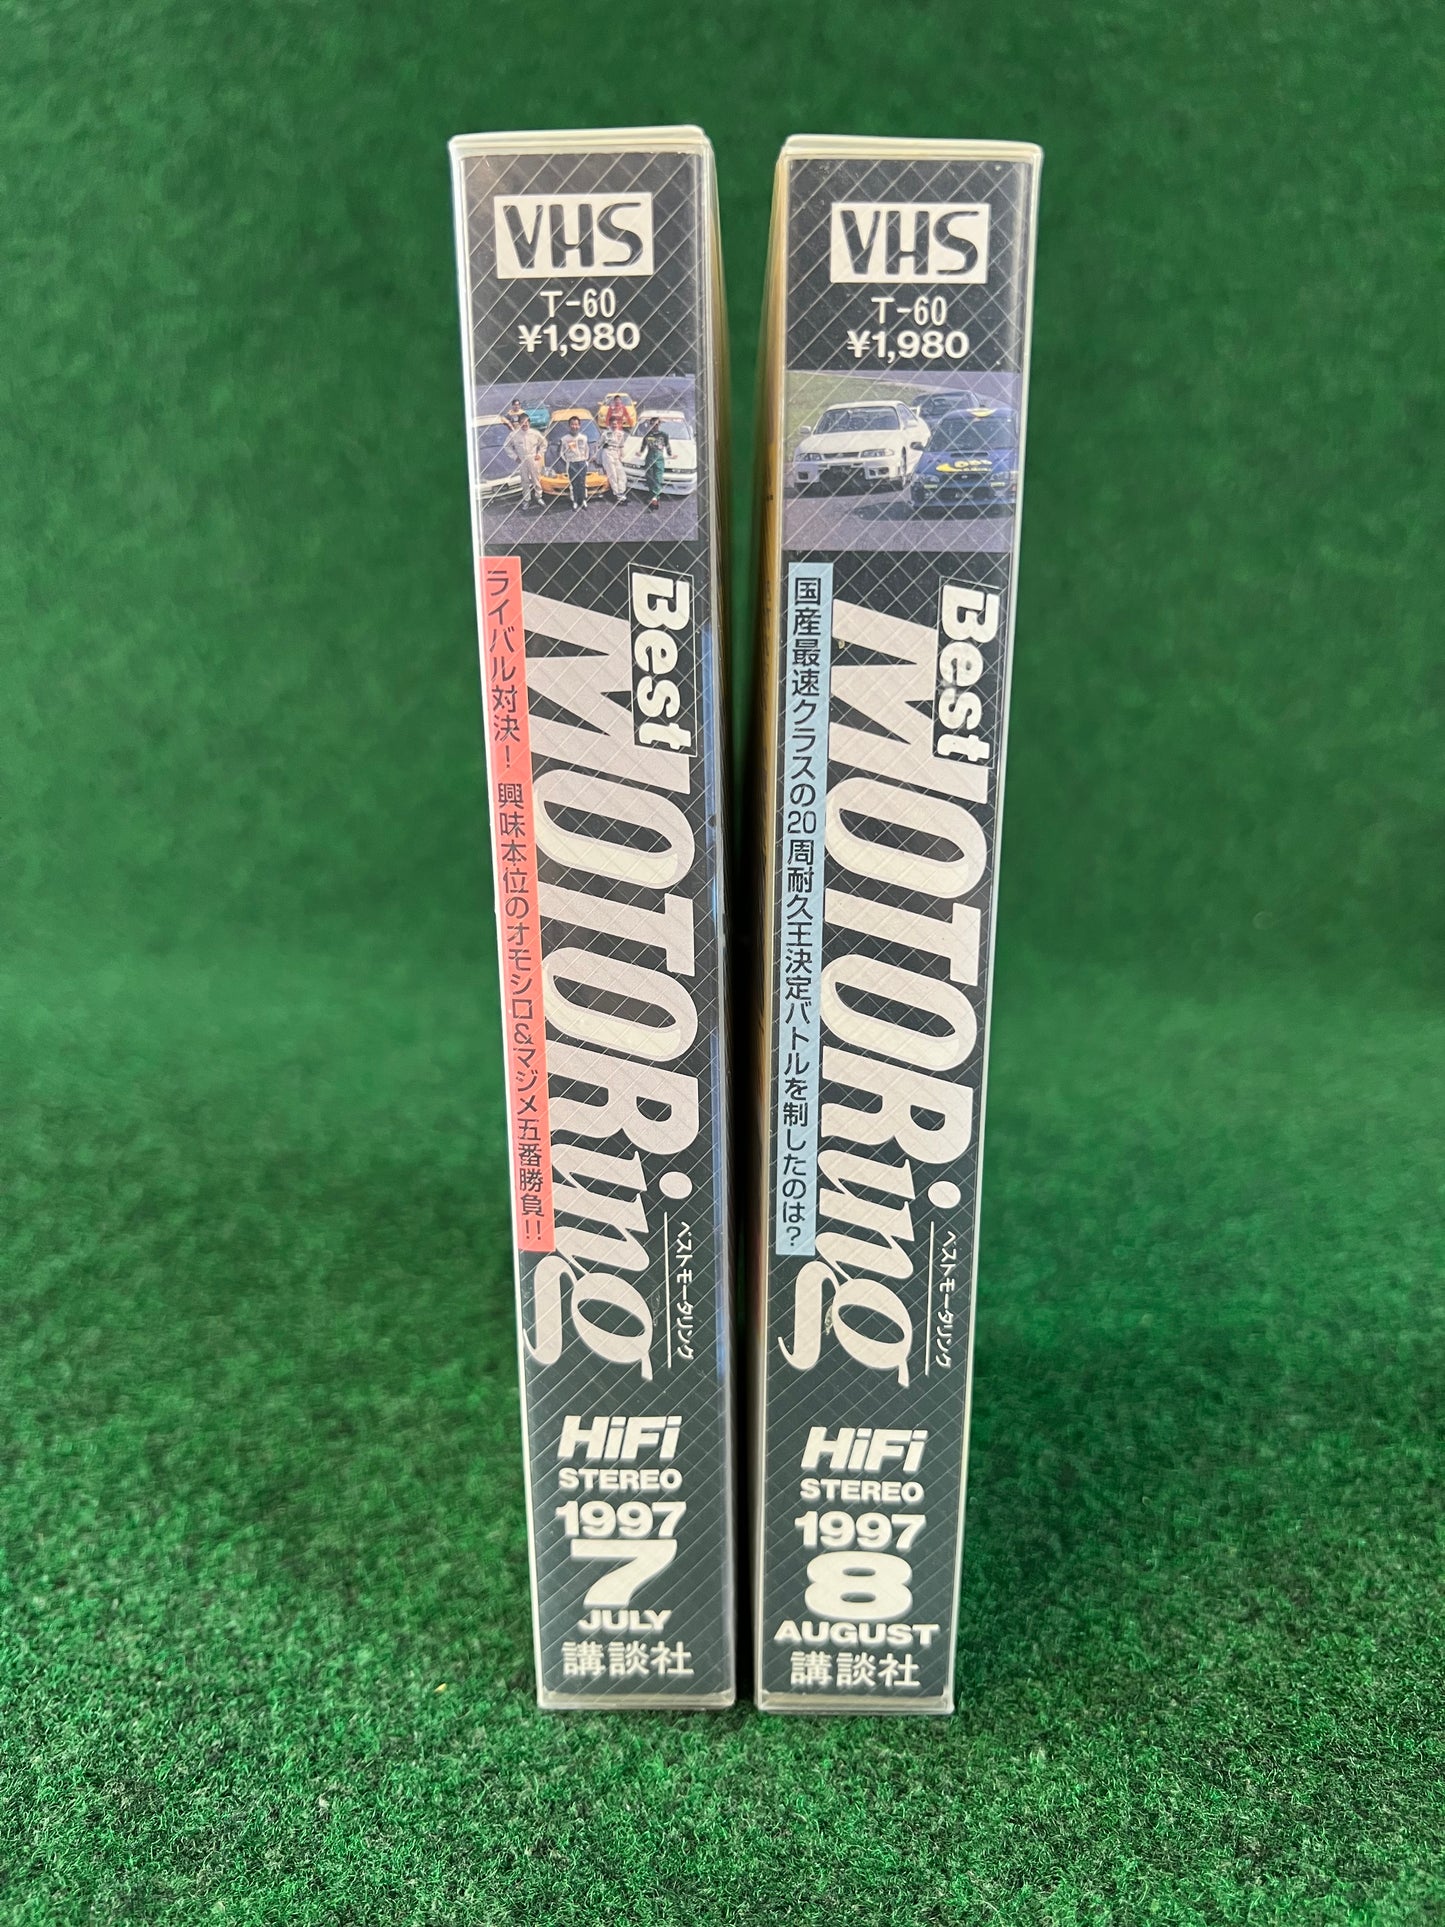 VHS
T-60
¥1,980
Best
MOTORing
ライバル対決! 興味本位のオモシロ&マジメ五番勝負!!
ベストモータリング
HiFi
STEREO
1997
7
JULY
講談社
VHS
T-60
¥1,980
Best
MOTORing
国産最速クラスの20周耐久王決定バトルを制したのは?
ベストモータリング
HiFi
STEREO
1997
8
AUGUST
講談社